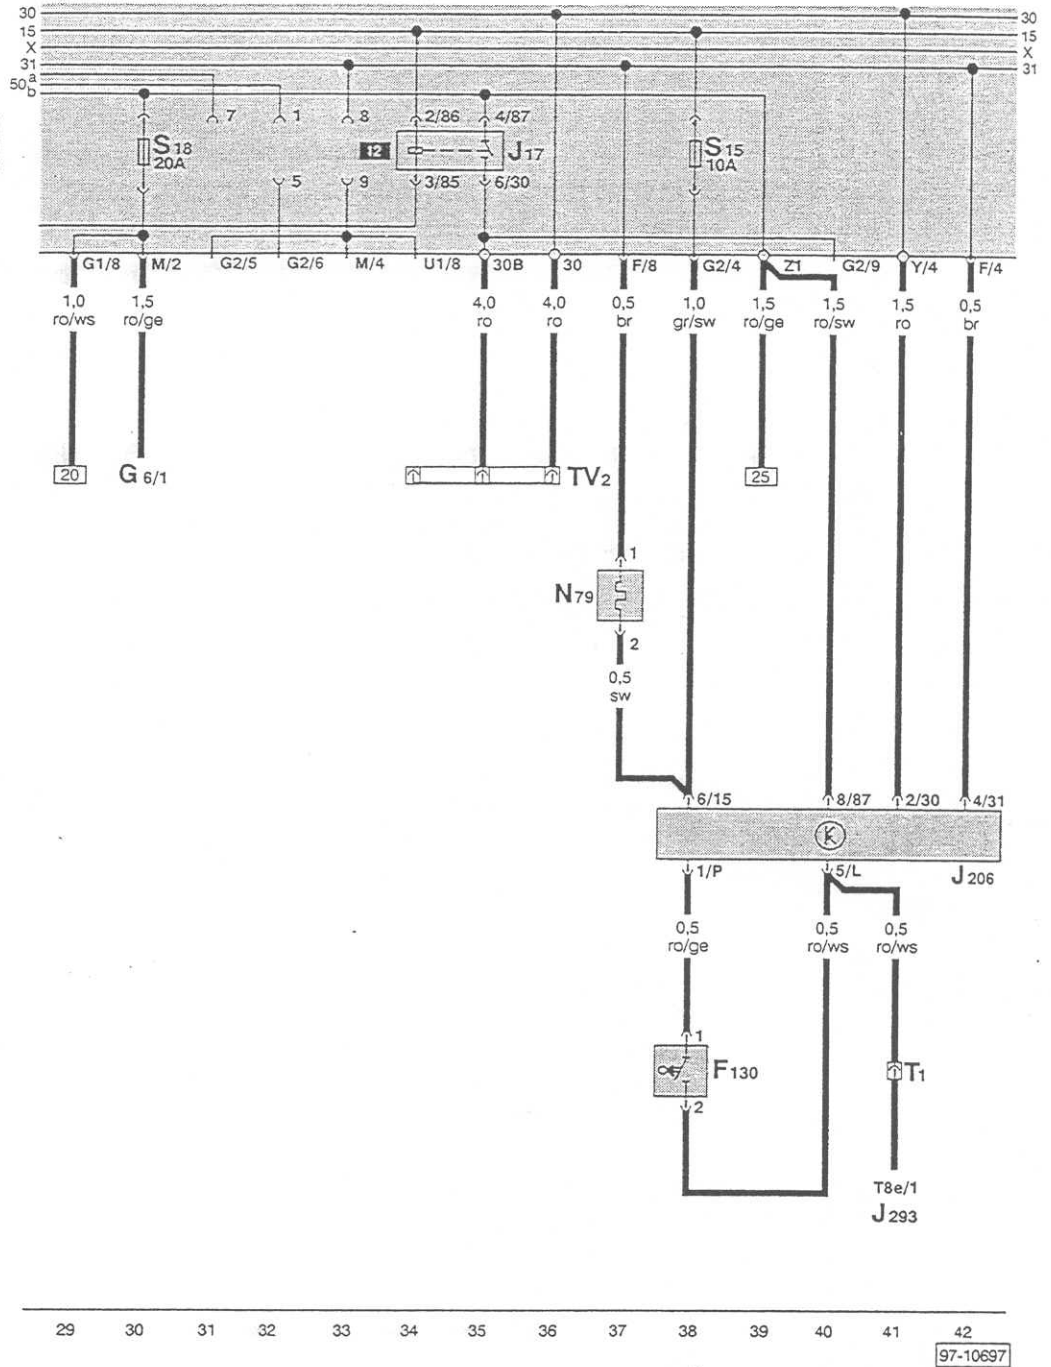 30 30
15 15
X X
31 31
50 a
b
7 1 8 2/86 4/87
S18 20A
12 J17
S15 10A
5 9 3/85 6/30
G1/8 M/2 G2/5 G2/6 M/4 U1/8 30B 30 F/8 G2/4 Z1 G2/9 Y/4 F/4
1,0 1,5 4,0 4,0 0,5 1,0 1,5 1,5 1,5 0,5
ro/ws ro/ge ro ro br gr/sw ro/ge ro/sw ro br
20 G 6/1 TV2 25
1
N79
2
0,5
sw
6/15 8/87 2/30 4/31
K
1/P 5/L J206
0,5 0,5 0,5
ro/ge ro/ws ro/ws
1
F130 T1
2
T8e/1
J293
29 30 31 32 33 34 35 36 37 38 39 40 41 42
97-10697